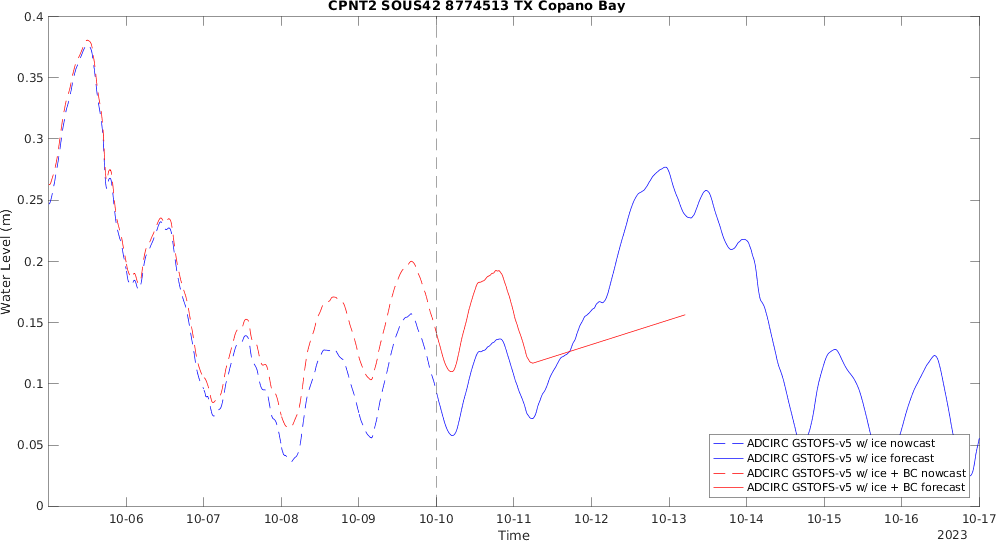 CPNT2 SOUS42 8774513 TX Copano Bay
0.4
0.35
0.3
0.25
0.2
0.15
0.1
0.05
0
Water Level (m)
ADCIRC GSTOFS-v5 w/ ice nowcast
ADCIRC GSTOFS-v5 w/ ice forecast
ADCIRC GSTOFS-v5 w/ ice + BC nowcast
ADCIRC GSTOFS-v5 w/ ice + BC forecast
10-06 10-07 10-08 10-09 10-10 10-11 10-12 10-13 10-14 10-15 10-16 10-17
Time
2023